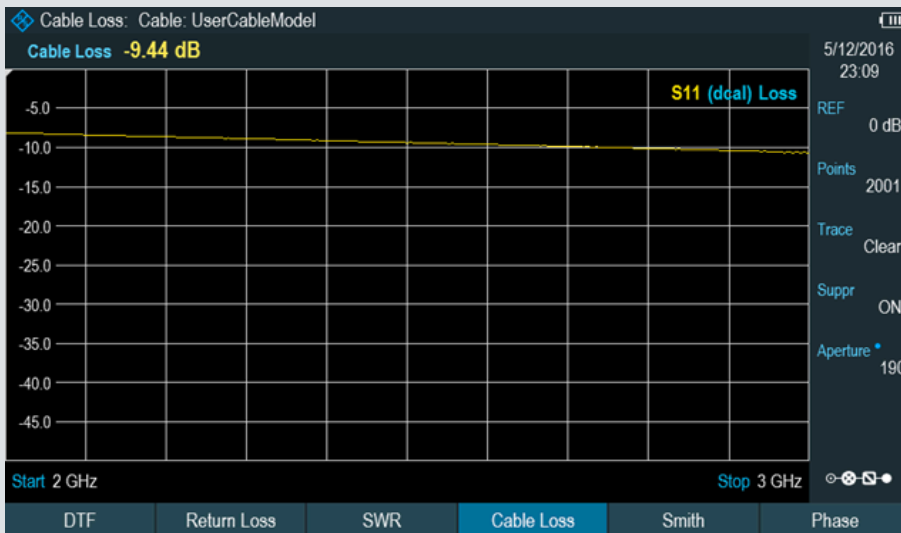 Cable Loss: Cable: UserCableModel
Cable Loss -9.44 dB
5/12/2016
23:09
S11 (dcal) Loss
-5.0
-10.0
-15.0
-20.0
-25.0
-30.0
-35.0
-40.0
-45.0
REF
0 dB
Points
2001
Trace
Clear
Suppr
ON
Aperture
190
Start 2 GHz
Stop 3 GHz
DTF
Return Loss
SWR
Cable Loss
Smith
Phase